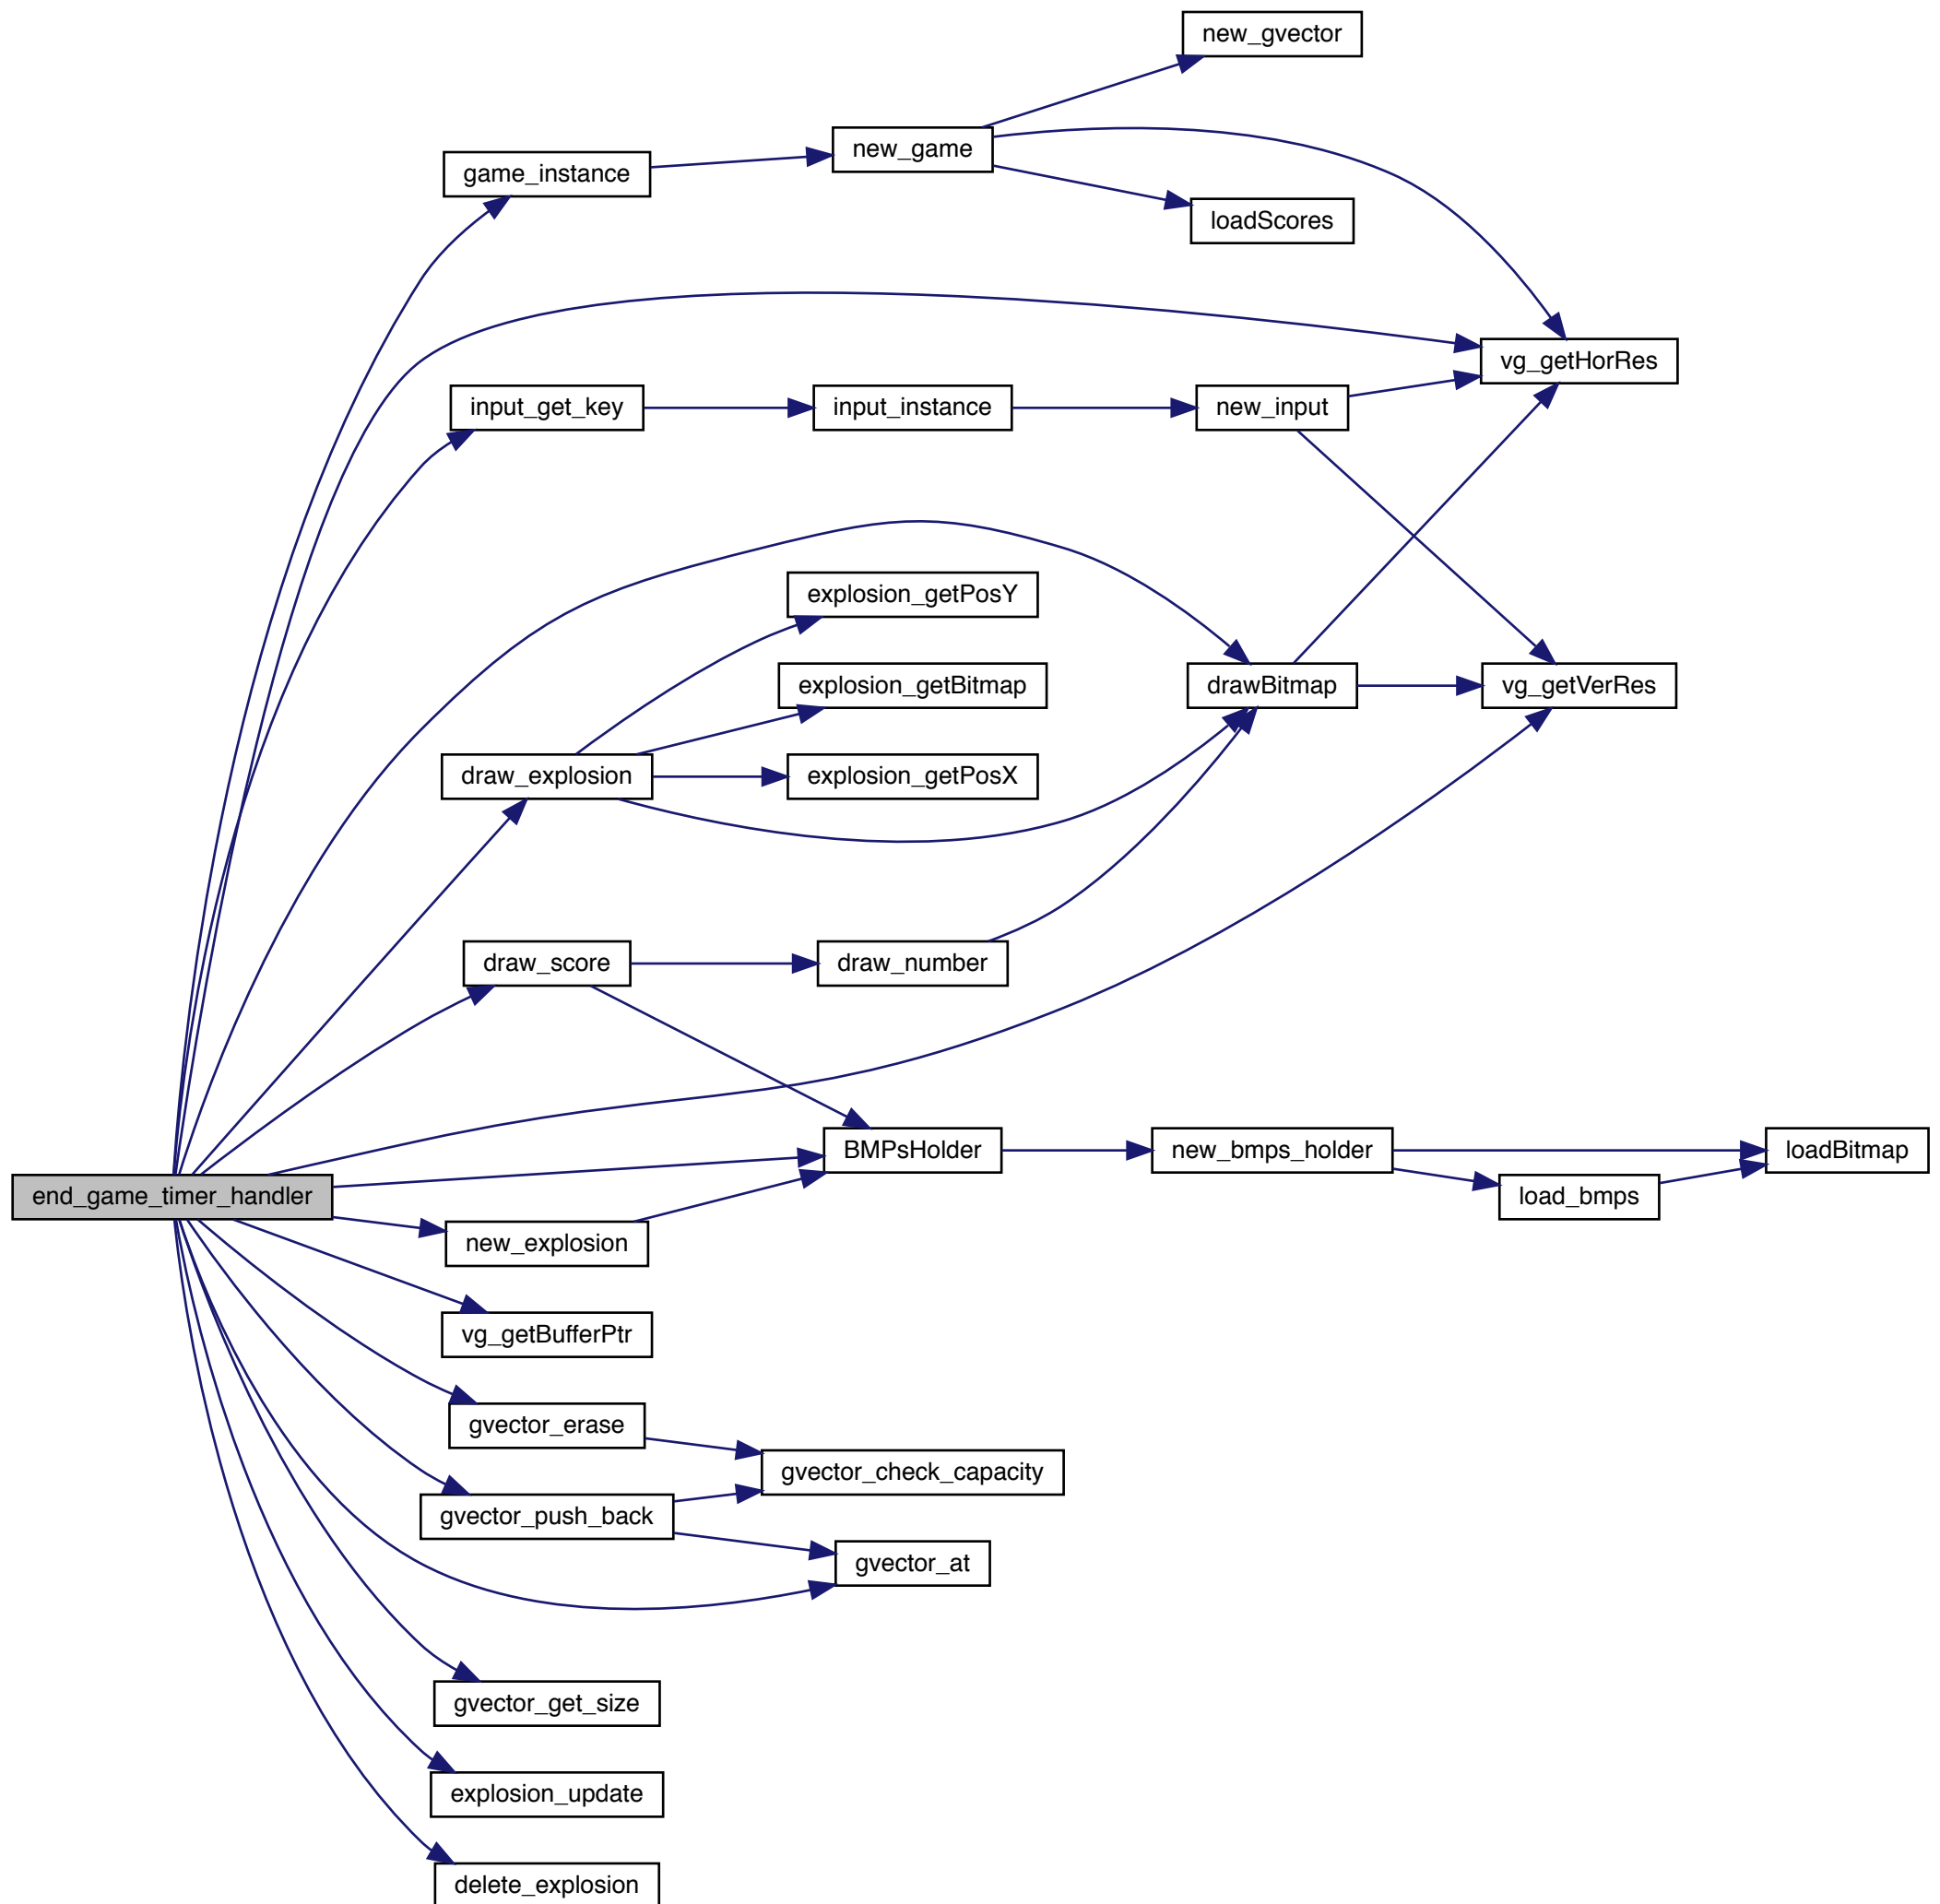 new_gvector
new_game
game_instance
loadScores
vg_getHorRes
input_get_key
input_instance
new_input
explosion_getPosY
explosion_getBitmap
drawBitmap
vg_getVerRes
draw_explosion
explosion_getPosX
draw_score
draw_number
BMPsHolder
new_bmps_holder
loadBitmap
end_game_timer_handler
load_bmps
new_explosion
vg_getBufferPtr
gvector_erase
gvector_check_capacity
gvector_push_back
gvector_at
gvector_get_size
explosion_update
delete_explosion